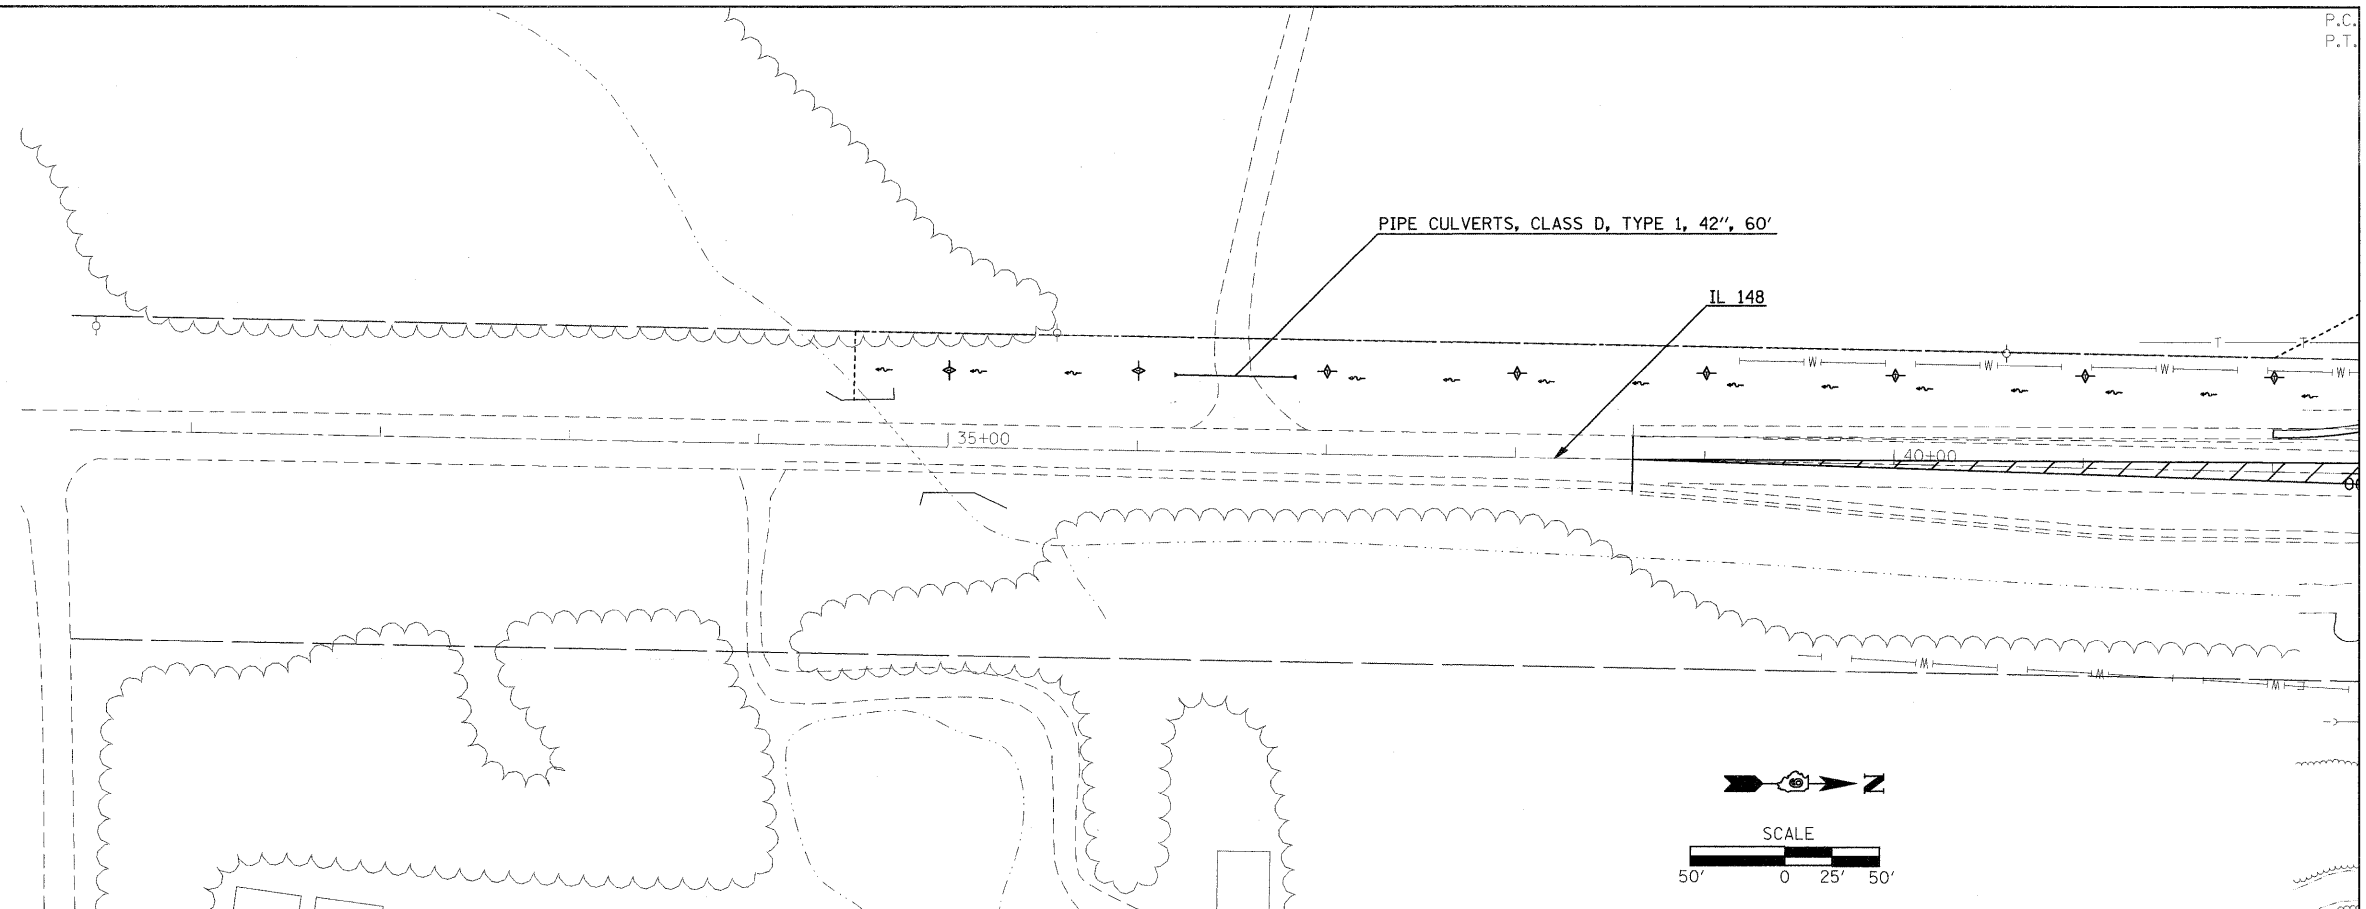 P.C.
P.T.
PIPE CULVERTS, CLASS D, TYPE 1, 42", 60'
IL 148
T T
W W W W
35+00
40+00
W W W
N
SCALE
50' 0 25' 50'